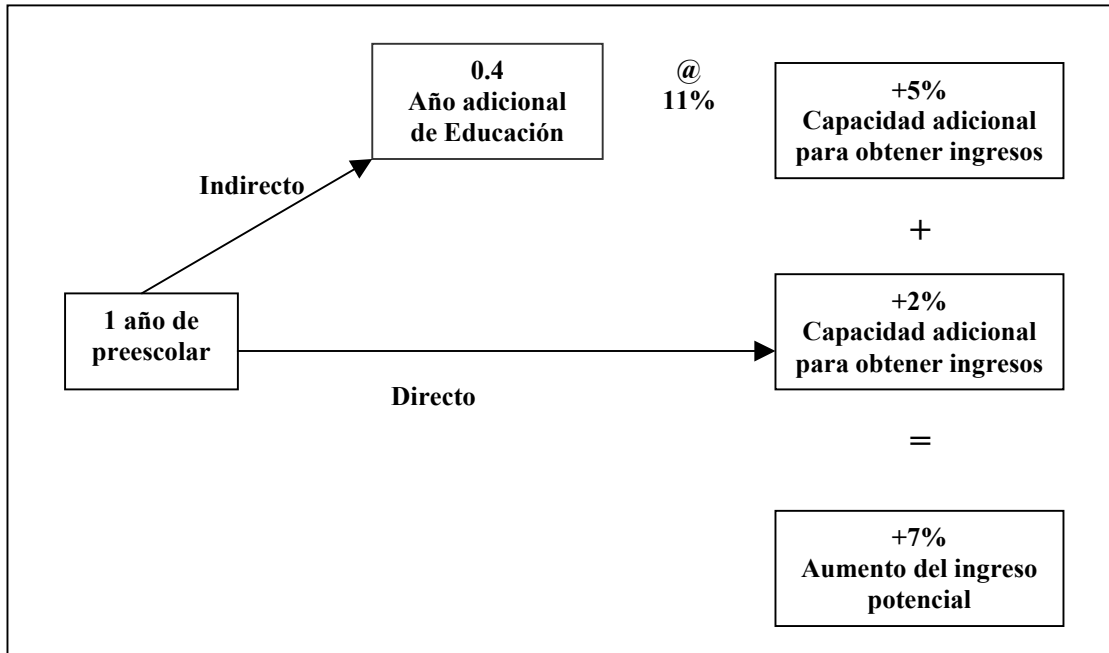 0.4
Año adicional
de Educación
@
11%
+5%
Capacidad adicional
para obtener ingresos
Indirecto
+
1 año de
preescolar
+2%
Capacidad adicional
para obtener ingresos
Directo
=
+7%
Aumento del ingreso
potencial